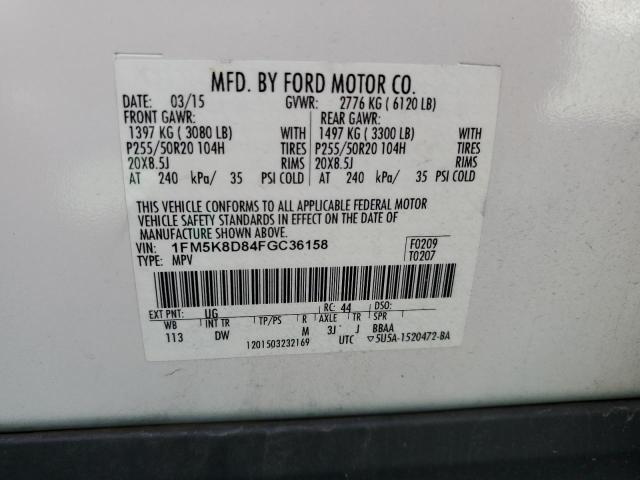 MFD. BY FORD MOTOR CO.
DATE: 03/15 GVWR: 2776 KG ( 6120 LB)
FRONT GAWR: REAR GAWR:
1397 KG ( 3080 LB) WITH 1497 KG ( 3300 LB) WITH
P255/50R20 104H TIRES P255/50R20 104H TIRES
20X8.5J RIMS 20X8.5J RIMS
AT 240 kPa/ 35 PSI COLD AT 240 kPa/ 35 PSI COLD
THIS VEHICLE CONFORMS TO ALL APPLICABLE FEDERAL MOTOR
VEHICLE SAFETY STANDARDS IN EFFECT ON THE DATE OF
MANUFACTURE SHOWN ABOVE.
VIN: 1FM5K8D84FGC36158 F0209
TYPE: MPV T0207
EXT PNT: UG RC: 44 DSO:
WB INT TR TP/PS R AXLE TR SPR
113 DW M 3J J BBAA
1201503232169 UTC ▽5U5A-1520472-BA